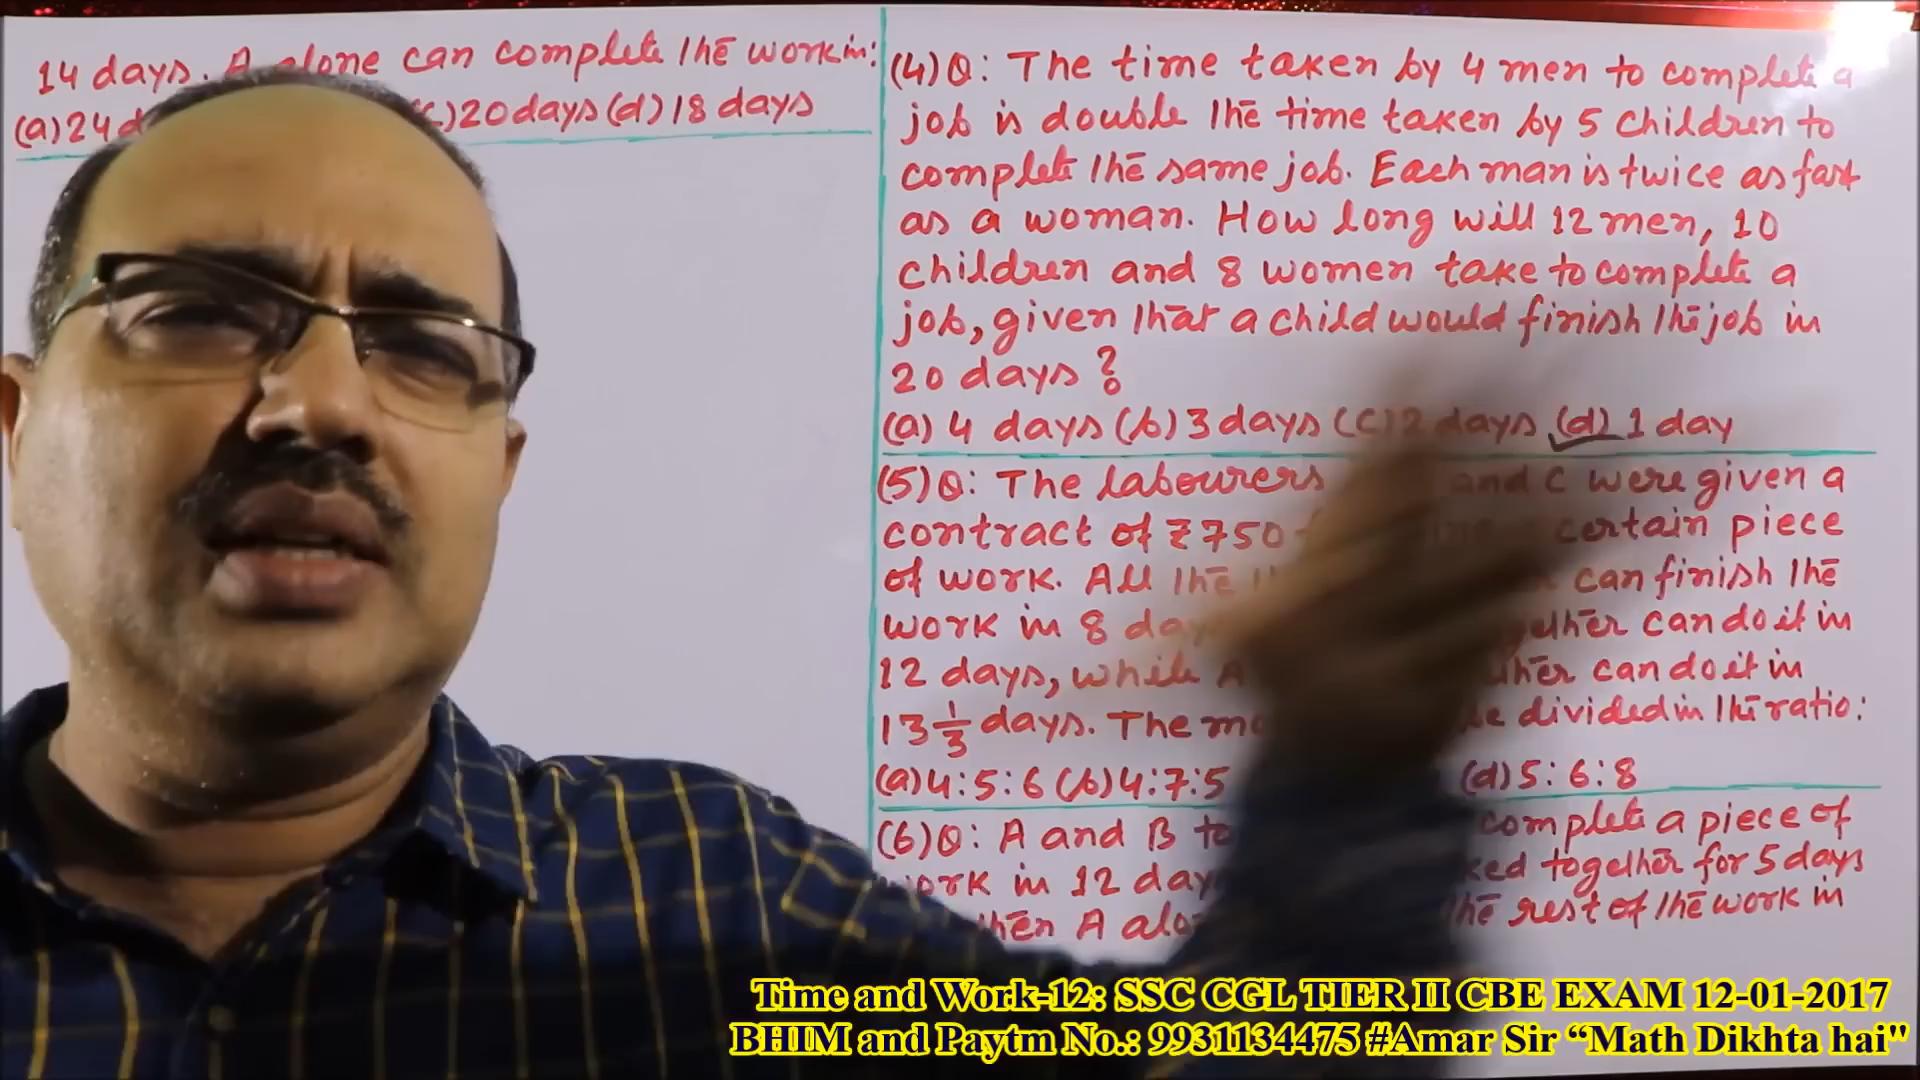 14 days. A alone can complete the work in:
(a) 24 d (c) 20 days (d) 18 days
(4) Q: The time taken by 4 men to complete a
job is double the time taken by 5 children to
complete the same job. Each man is twice as fast
as a woman. How long will 12 men, 10
children and 8 women take to complete a
job, given that a child would finish the job in
20 days ?
(a) 4 days (b) 3 days (c) 2 days (d) 1 day
(5) Q: The labourers and C were given a
contract of ₹750 certain piece
of work. All the can finish the
work in 8 together can do it in
12 days, while A can do it in
13 1/3 days. The divided in the ratio:
(a) 4:5:6 (b) 4:7:5 (d) 5:6:8
(6) Q: A and B complete a piece of
work in 12 together for 5 days
then A the rest of the work in
Time and Work-12: SSC CGL TIER II CBE EXAM 12-01-2017
BHIM and Paytm No.: 9931134475 #Amar Sir “Math Dikhta hai"